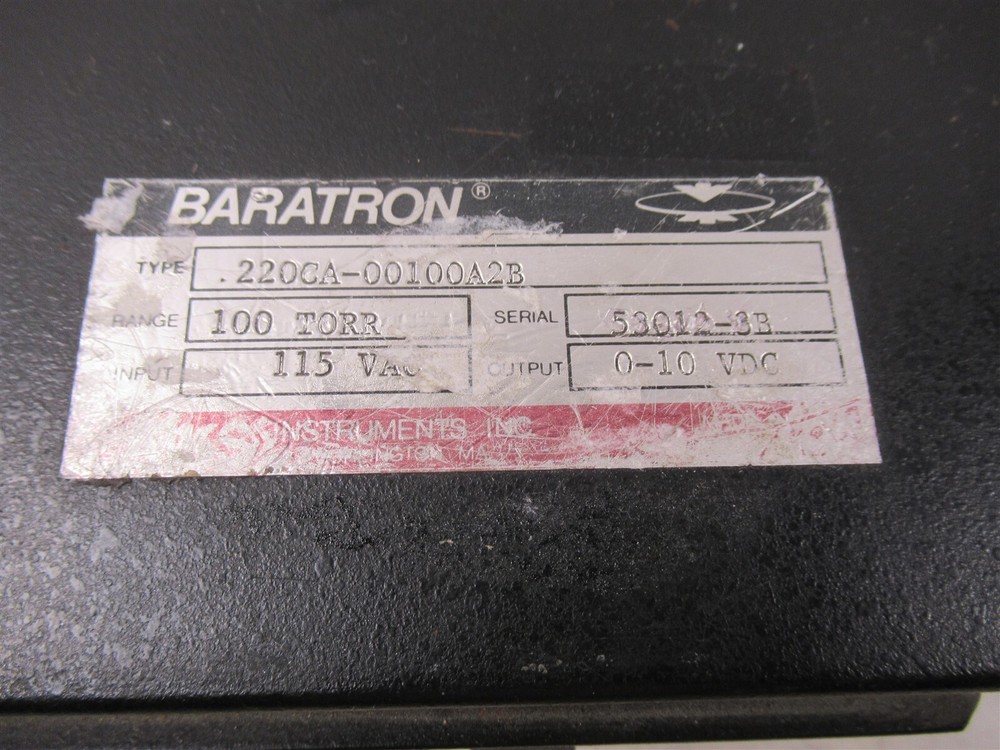 BARATRON®
TYPE .220CA-00100A2B
RANGE 100 TORR SERIAL 53012-3B
INPUT 115 VAC OUTPUT 0-10 VDC
INSTRUMENTS INC
MA